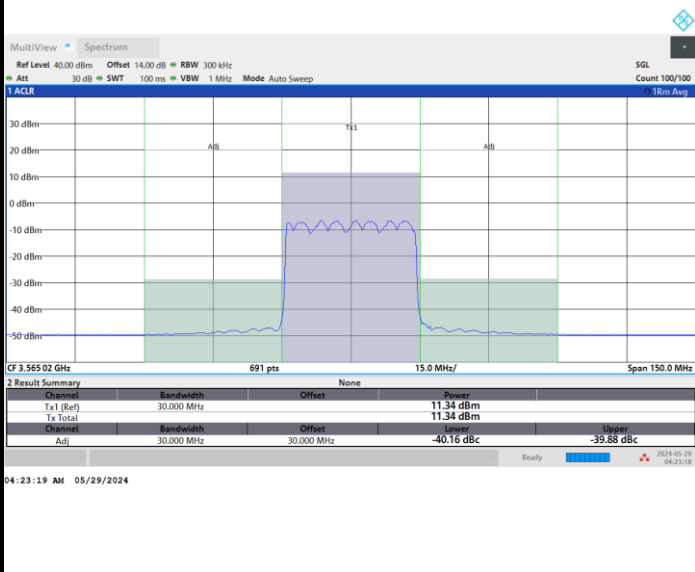 MultiView Spectrum
Ref Level 40.00 dBm Offset 14.00 dB RBW 300 kHz SGL
Att 30 dB SWT 100 ms VBW 1 MHz Mode Auto Sweep Count 100/100
1 ACLR 1Rm Avg
30 dBm
Tx1
20 dBm
Adj Adj
10 dBm
0 dBm
-10 dBm
-20 dBm
-30 dBm
-40 dBm
-50 dBm
CF 3.565 02 GHz 691 pts 15.0 MHz/ Span 150.0 MHz
2 Result Summary None
Channel Bandwidth Offset Power
Tx1 (Ref) 30.000 MHz 11.34 dBm
Tx Total 11.34 dBm
Channel Bandwidth Offset Lower Upper
Adj 30.000 MHz 30.000 MHz -40.16 dBc -39.88 dBc
Ready 2024-05-29
04:23:18
04:23:19 AM 05/29/2024